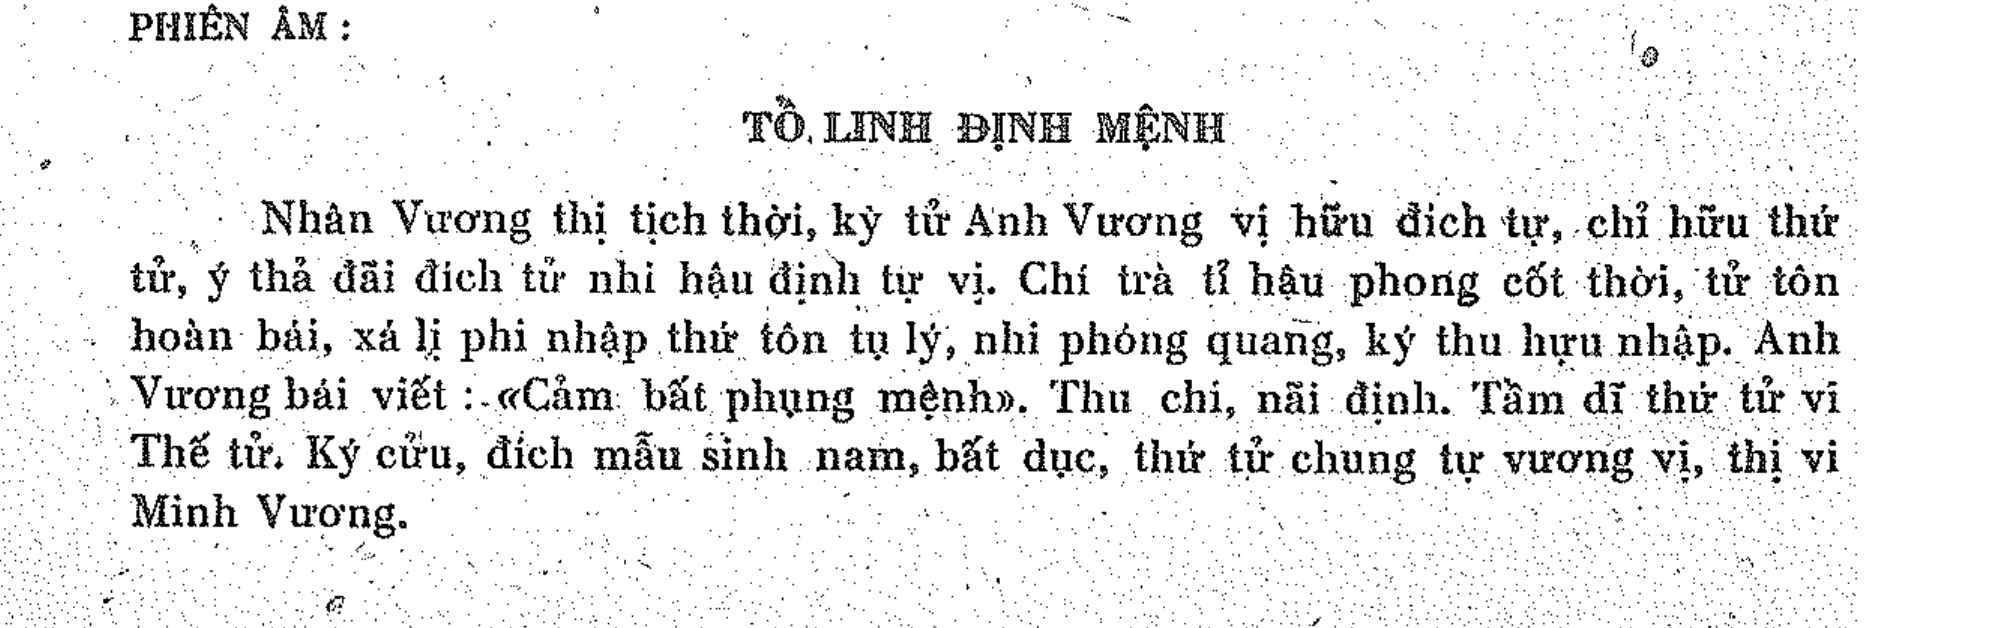 PHIÊN ÂM :
TỒ LINH ĐỊNH MỆNH
Nhân Vương thị tịch thời, kỳ tử Anh Vương vị hữu đích tự, chỉ hữu thứ
tử, ý thả đãi đích tử nhi hậu định tự vị. Chí trà tỉ hậu phong cốt thời, tử tôn
hoàn bái, xá lị phi nhập thứ tôn tụ lý, nhi phóng quang, ký thu hựu nhập. Anh
Vương bái viết : «Cảm bất phụng mệnh». Thu chi, nãi định. Tầm dĩ thứ tử vi
Thế tử. Ký cửu, đích mẫu sinh nam, bất dục, thứ tử chung tự vương vị, thị vi
Minh Vương.